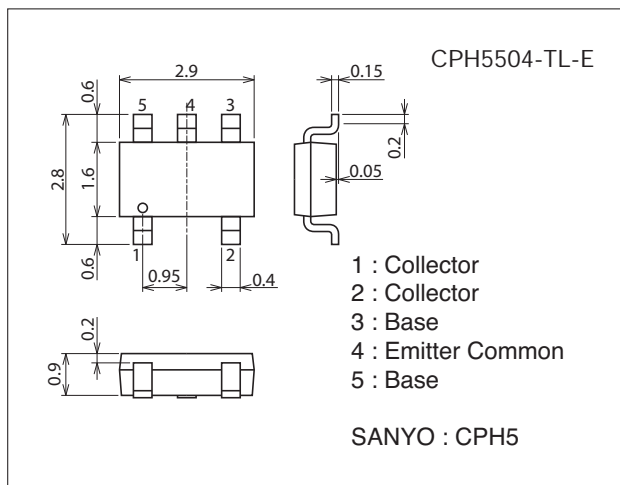 CPH5504-TL-E
2.9
0.15
0.6
5 4 3
0.2
2.8
1.6
0.05
0.6
1 2
0.95
0.4
1 : Collector
2 : Collector
3 : Base
4 : Emitter Common
5 : Base
0.2
0.9
SANYO : CPH5